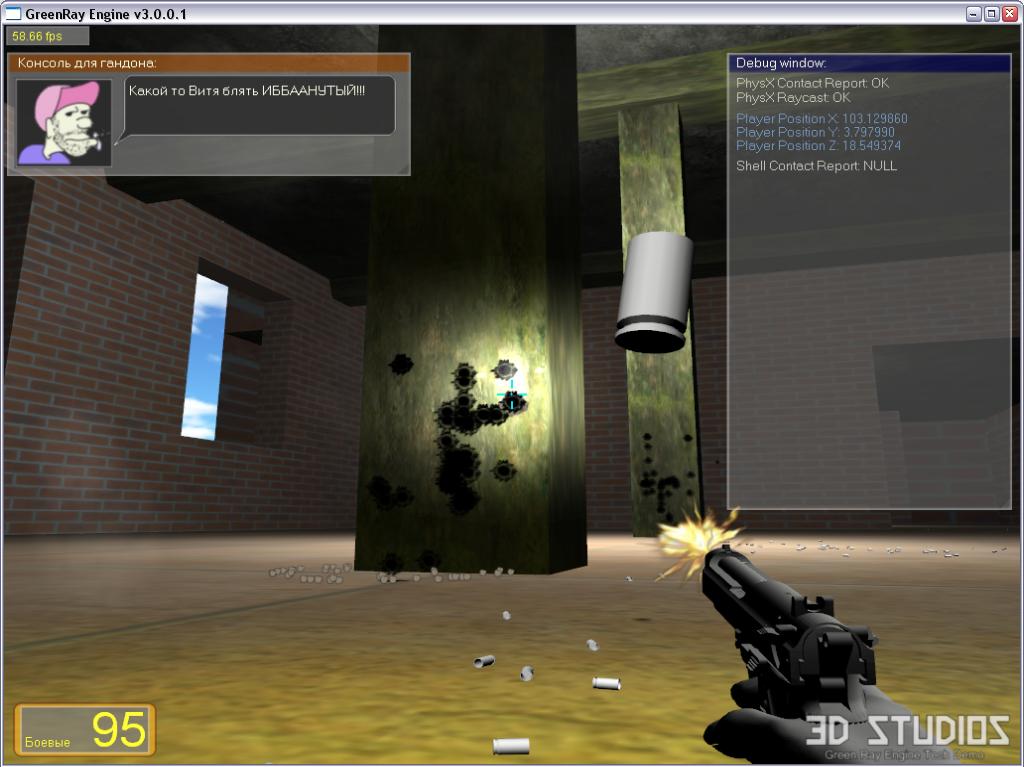 GreenRay Engine v3.0.0.1
58.66 fps
Консоль для гандона:
Какой то Витя блять ИББААНУТЫЙ!!!
Debug window:
PhysX Contact Report: OK
PhysX Raycast: OK
Player Position X: 103.129860
Player Position Y: 3.797990
Player Position Z: 18.549374
Shell Contact Report: NULL
Боевые 95
3D STUDIOS
Green Ray Engine Tech Demo